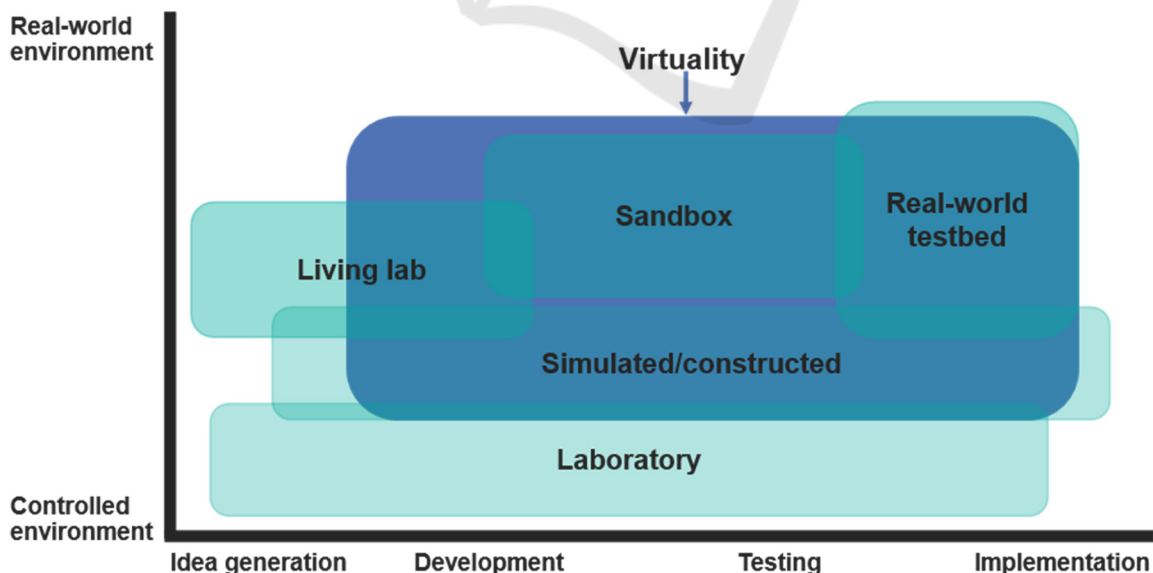 Real-world
environment
Virtuality
Sandbox
Real-world
testbed
Living lab
Simulated/constructed
Laboratory
Controlled
environment
Idea generation
Development
Testing
Implementation